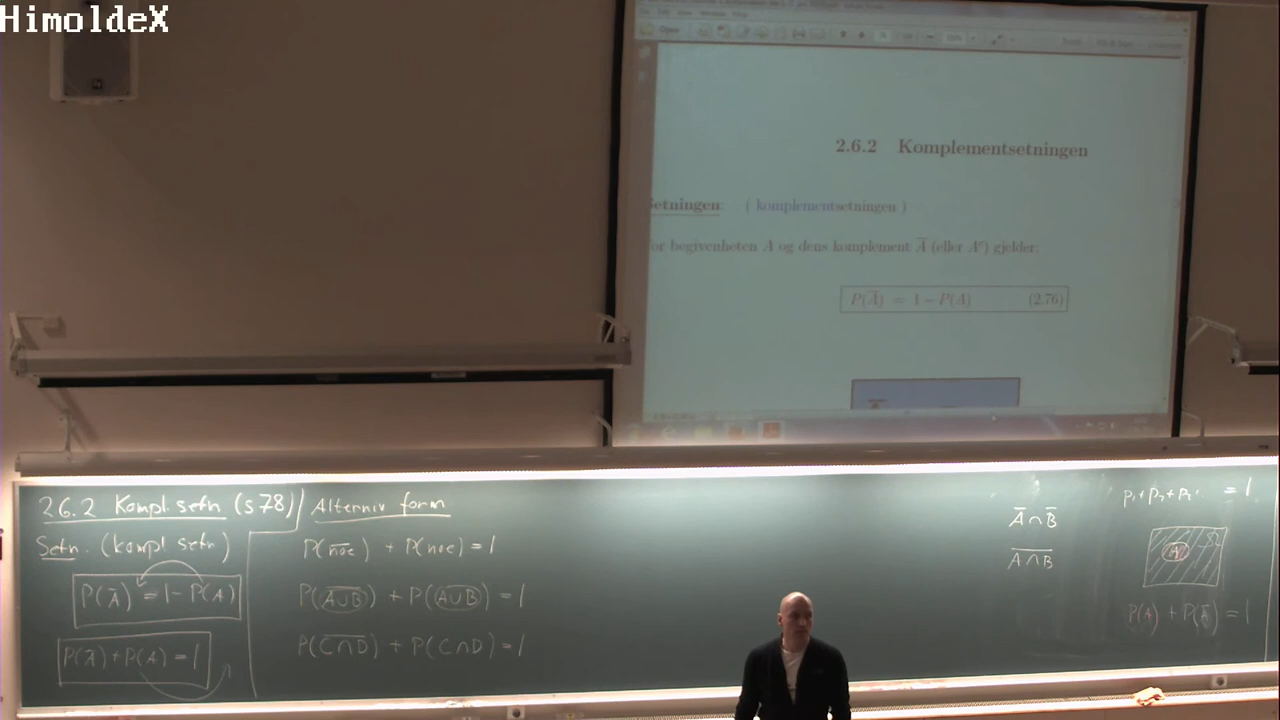 HimoldeX
2.6.2 Komplementsetningen
Setningen: ( komplementsetningen )
or begivenheten A og dens komplement A̅ (eller Aᶜ) gjelder:
P(A̅) = 1 − P(A) (2.76)
2.6.2 Kompl.setn (s 78)
Setn. (kompl setn)
P(A̅) = 1 − P(A)
P(A̅) + P(A) = 1
Alterniv form
P(n̅o̅e̅) + P(noe) = 1
P(A̅∪̅B̅) + P(A∪B) = 1
P(C̅∩̅D̅) + P(C∩D) = 1
A̅ ∩ B̅
A̅ ̅∩̅ ̅B̅
P₁ + P₂ + P₃ = 1
A
P(A) + P(A̅) = 1